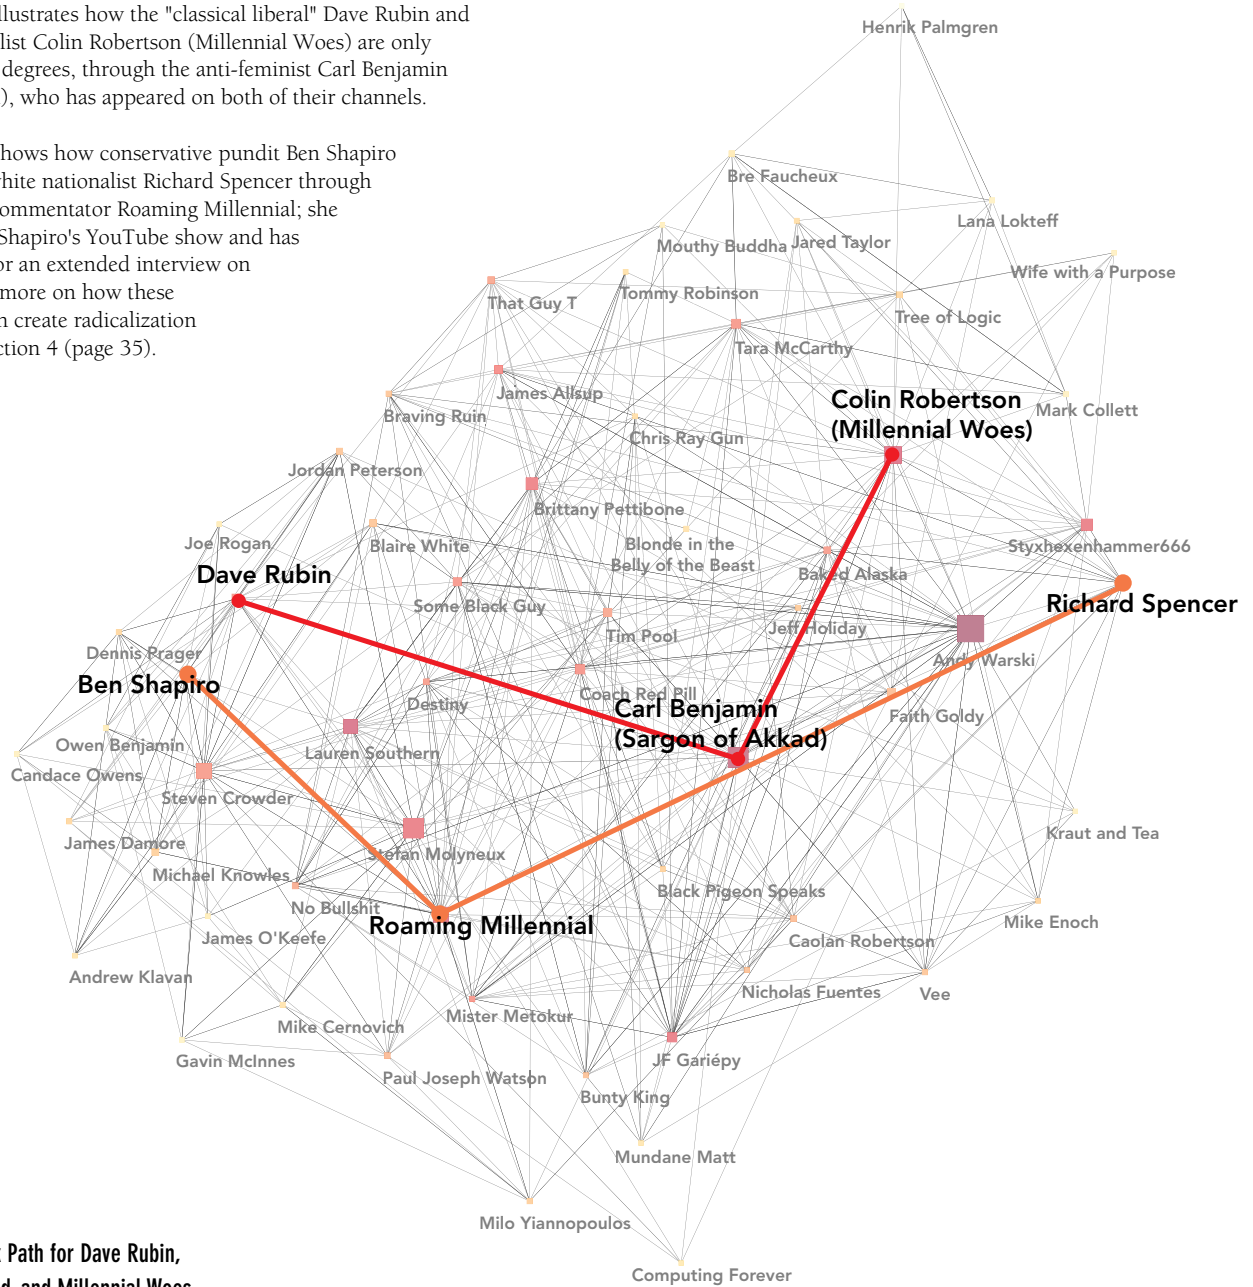 llustrates how the "classical liberal" Dave Rubin and
list Colin Robertson (Millennial Woes) are only
degrees, through the anti-feminist Carl Benjamin
), who has appeared on both of their channels.
hows how conservative pundit Ben Shapiro
hite nationalist Richard Spencer through
ommentator Roaming Millennial; she
Shapiro's YouTube show and has
or an extended interview on
more on how these
n create radicalization
ction 4 (page 35).
Henrik Palmgren
Bre Faucheux
Lana Lokteff
Mouthy Buddha
Jared Taylor
Wife with a Purpose
That Guy T
Tommy Robinson
Tree of Logic
Tara McCarthy
James Allsup
Colin Robertson
(Millennial Woes)
Mark Collett
Braving Ruin
Chris Ray Gun
Jordan Peterson
Brittany Pettibone
Joe Rogan
Blaire White
Blonde in the
Belly of the Beast
Styxhexenhammer666
Baked Alaska
Dave Rubin
Some Black Guy
Richard Spencer
Tim Pool
Jeff Holiday
Dennis Prager
Andy Warski
Ben Shapiro
Coach Red Pill
Destiny
Carl Benjamin
(Sargon of Akkad)
Faith Goldy
Owen Benjamin
Lauren Southern
Candace Owens
Steven Crowder
James Damore
Stefan Molyneux
Kraut and Tea
Michael Knowles
Black Pigeon Speaks
No Bullshit
Roaming Millennial
Mike Enoch
James O'Keefe
Caolan Robertson
Andrew Klavan
Nicholas Fuentes
Vee
Mister Metokur
Mike Cernovich
Gavin McInnes
JF Gariépy
Paul Joseph Watson
Bunty King
Mundane Matt
Milo Yiannopoulos
Computing Forever
Path for Dave Rubin,
d, and Millennial Woes